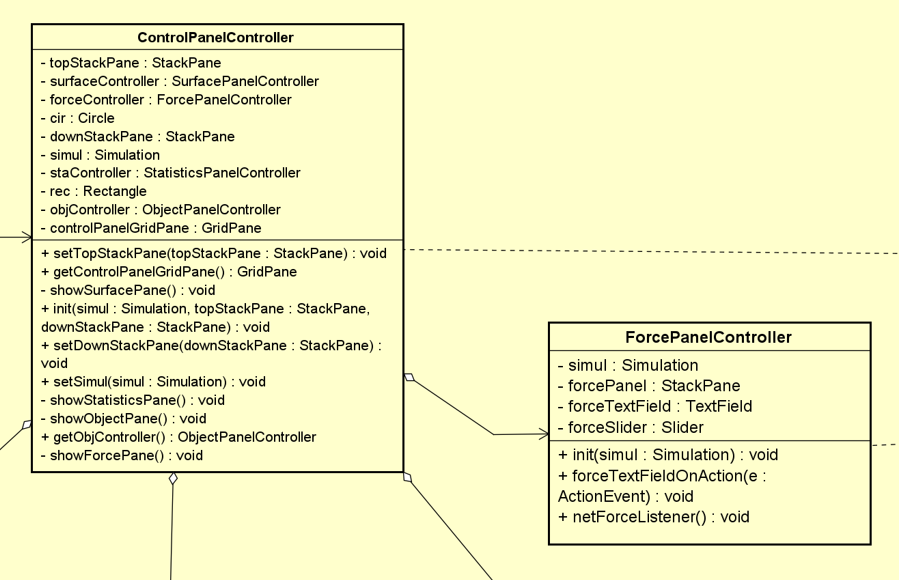 ControlPanelController
- topStackPane : StackPane
- surfaceController : SurfacePanelController
- forceController : ForcePanelController
- cir : Circle
- downStackPane : StackPane
- simul : Simulation
- staController : StatisticsPanelController
- rec : Rectangle
- objController : ObjectPanelController
- controlPanelGridPane : GridPane
+ setTopStackPane(topStackPane : StackPane) : void
+ getControlPanelGridPane() : GridPane
- showSurfacePane() : void
+ init(simul : Simulation, topStackPane : StackPane,
downStackPane : StackPane) : void
+ setDownStackPane(downStackPane : StackPane) :
void
+ setSimul(simul : Simulation) : void
- showStatisticsPane() : void
- showObjectPane() : void
+ getObjController() : ObjectPanelController
- showForcePane() : void
ForcePanelController
- simul : Simulation
- forcePanel : StackPane
- forceTextField : TextField
- forceSlider : Slider
+ init(simul : Simulation) : void
+ forceTextFieldOnAction(e :
ActionEvent) : void
+ netForceListener() : void